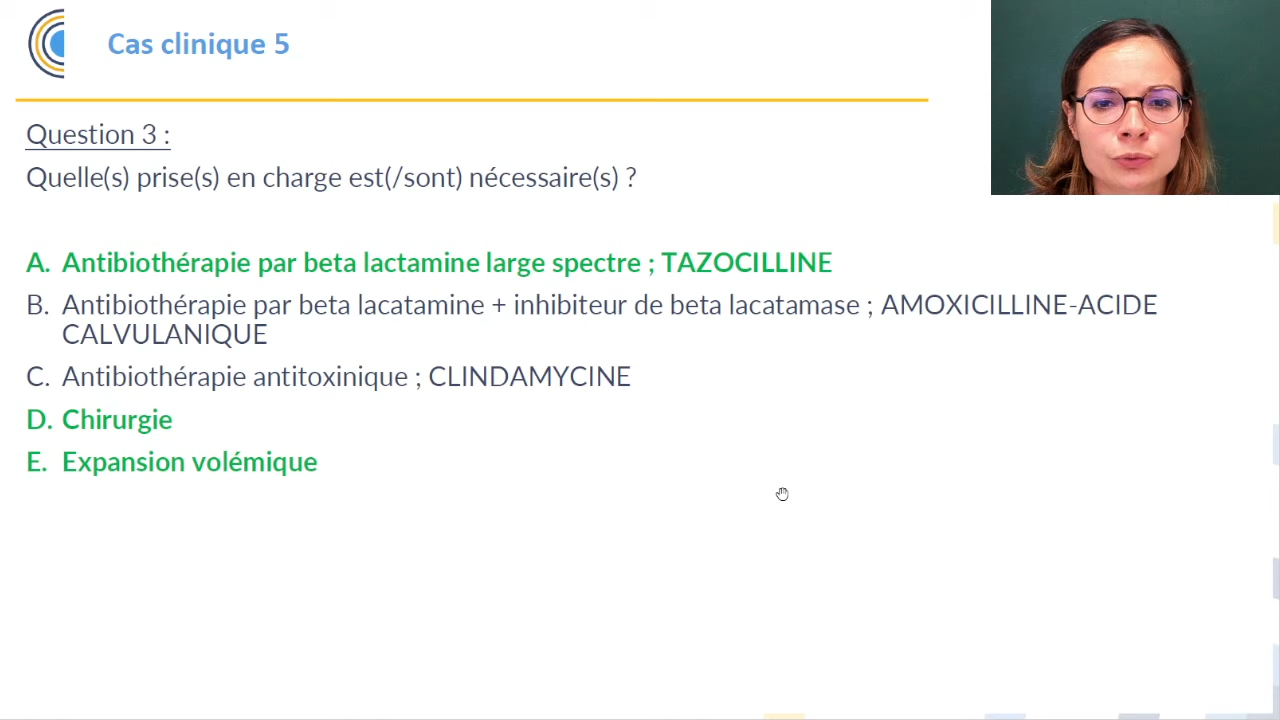 Cas clinique 5
Question 3 :
Quelle(s) prise(s) en charge est(/sont) nécessaire(s) ?
A. Antibiothérapie par beta lactamine large spectre ; TAZOCILLINE
B. Antibiothérapie par beta lacatamine + inhibiteur de beta lacatamase ; AMOXICILLINE-ACIDE
CALVULANIQUE
C. Antibiothérapie antitoxinique ; CLINDAMYCINE
D. Chirurgie
E. Expansion volémique